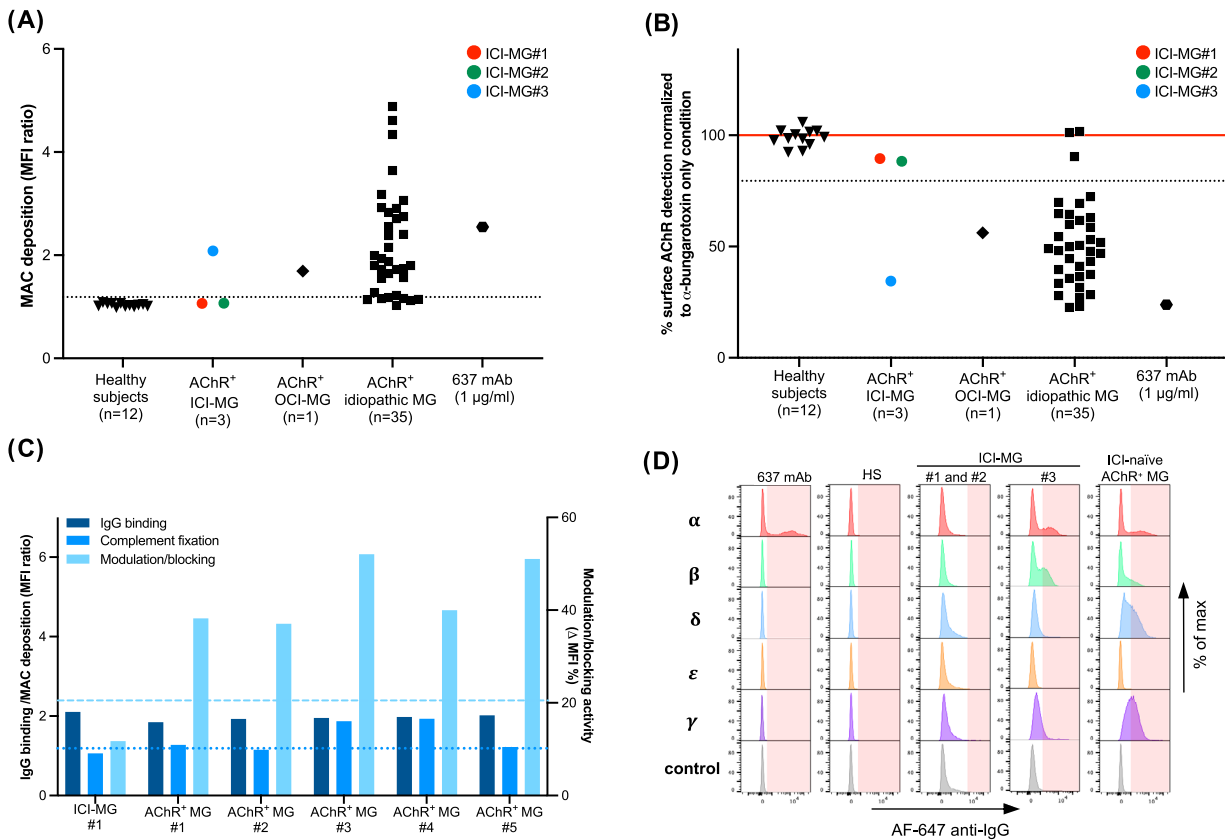 (A)
MAC deposition (MFI ratio)
6
4
2
0
ICI-MG#1
ICI-MG#2
ICI-MG#3
Healthy subjects (n=12)
AChR⁺ ICI-MG (n=3)
AChR⁺ OCI-MG (n=1)
AChR⁺ idiopathic MG (n=35)
637 mAb (1 µg/ml)
(B)
% surface AChR detection normalized
to α-bungarotoxin only condition
100
50
0
ICI-MG#1
ICI-MG#2
ICI-MG#3
Healthy subjects (n=12)
AChR⁺ ICI-MG (n=3)
AChR⁺ OCI-MG (n=1)
AChR⁺ idiopathic MG (n=35)
637 mAb (1 µg/ml)
(C)
IgG binding /MAC deposition (MFI ratio)
6
4
2
0
IgG binding
Complement fixation
Modulation/blocking
60
40
20
0
Modulation/blocking activity
(Δ MFI %)
ICI-MG #1
AChR⁺ MG #1
AChR⁺ MG #2
AChR⁺ MG #3
AChR⁺ MG #4
AChR⁺ MG #5
(D)
637 mAb
HS
ICI-MG
#1 and #2
#3
ICI-naïve
AChR⁺ MG
α
β
δ
ε
γ
control
% of max
AF-647 anti-IgG